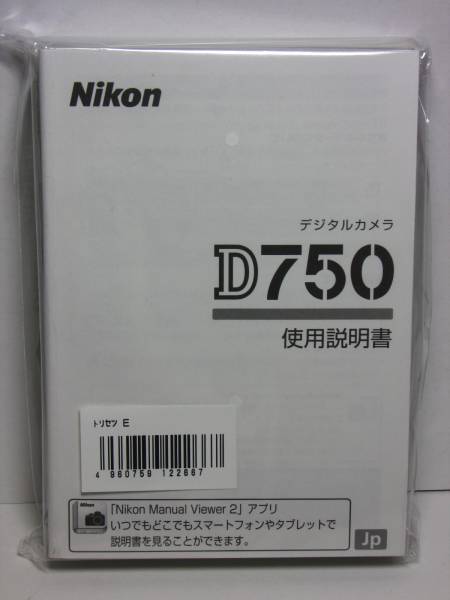 Nikon
デジタルカメラ
D750
使用説明書
トリセツ E
4 960759 122667
Nikon
「Nikon Manual Viewer 2」アプリ
いつでもどこでもスマートフォンやタブレットで
説明書を見ることができます。
Jp